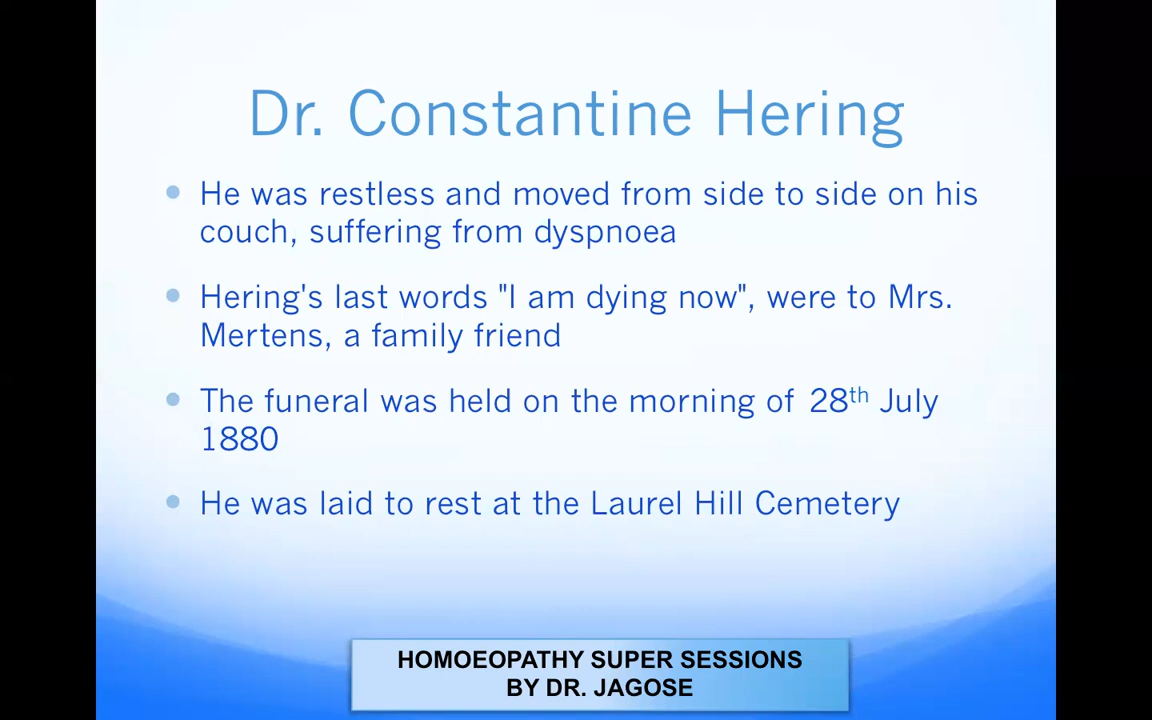 Dr. Constantine Hering
• He was restless and moved from side to side on his
couch, suffering from dyspnoea
• Hering's last words "I am dying now", were to Mrs.
Mertens, a family friend
• The funeral was held on the morning of 28th July
1880
• He was laid to rest at the Laurel Hill Cemetery
HOMOEOPATHY SUPER SESSIONS
BY DR. JAGOSE